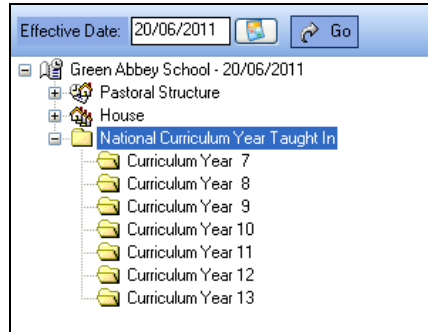 Effective Date: 20/06/2011 Go
Green Abbey School - 20/06/2011
Pastoral Structure
House
National Curriculum Year Taught In
Curriculum Year 7
Curriculum Year 8
Curriculum Year 9
Curriculum Year 10
Curriculum Year 11
Curriculum Year 12
Curriculum Year 13